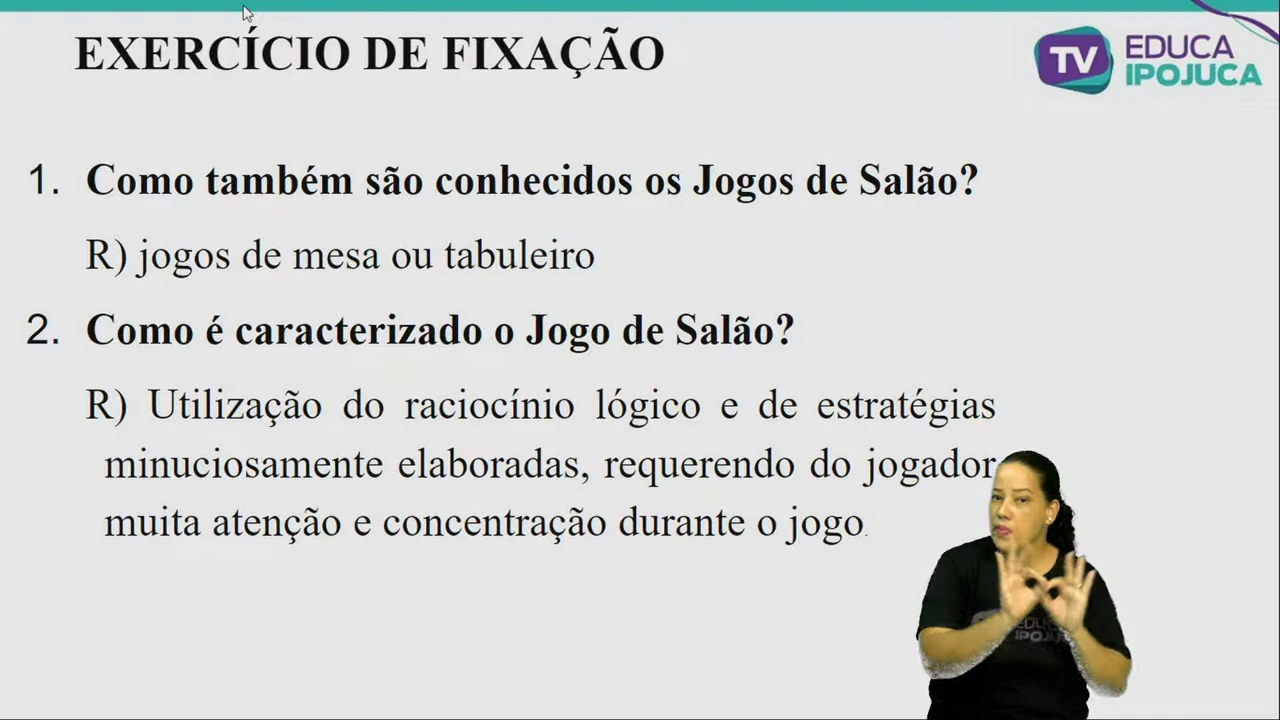 EXERCÍCIO DE FIXAÇÃO
TV EDUCA
IPOJUCA
1. Como também são conhecidos os Jogos de Salão?
R) jogos de mesa ou tabuleiro
2. Como é caracterizado o Jogo de Salão?
R) Utilização do raciocínio lógico e de estratégias
minuciosamente elaboradas, requerendo do jogador
muita atenção e concentração durante o jogo.
IPOJUCA